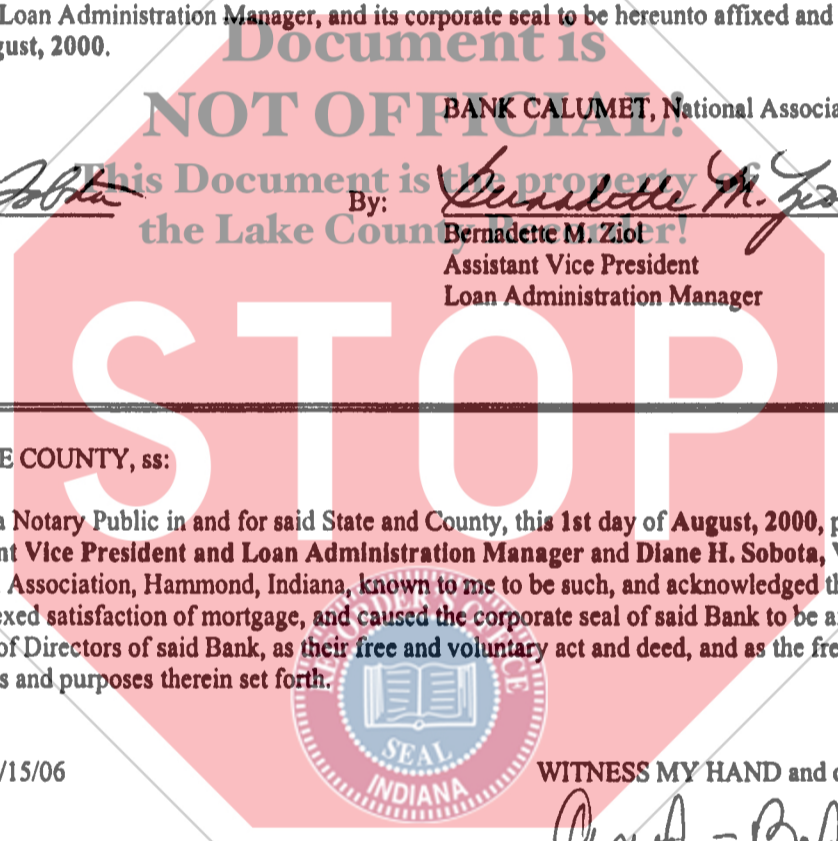 Loan Administration Manager, and its corporate seal to be hereunto affixed and
gust, 2000.
Document is
NOT OFFICIAL!
This Document is the property of
the Lake County Recorder!
BANK CALUMET, National Associa
Sobota
By:
Bernadette M. Zio
Bernadette M. Ziol
Assistant Vice President
Loan Administration Manager
STOP
E COUNTY, ss:
a Notary Public in and for said State and County, this 1st day of August, 2000, p
nt Vice President and Loan Administration Manager and Diane H. Sobota, V
Association, Hammond, Indiana, known to me to be such, and acknowledged th
exed satisfaction of mortgage, and caused the corporate seal of said Bank to be a
of Directors of said Bank, as their free and voluntary act and deed, and as the fre
s and purposes therein set forth.
RECORDER'S OFFICE
SEAL
INDIANA
/15/06
WITNESS MY HAND and o